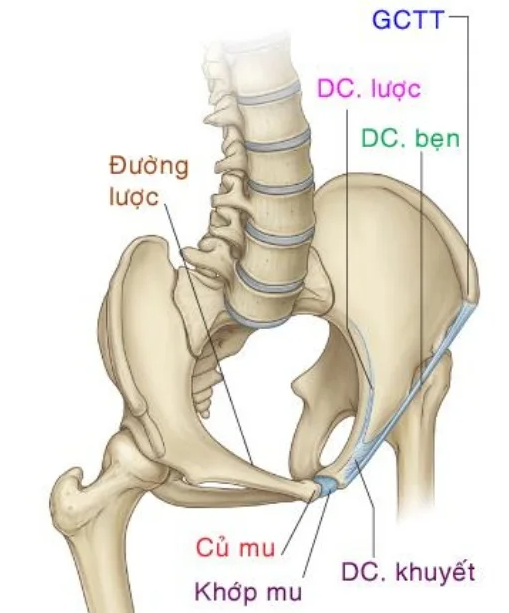 GCTT
DC. lược
DC. bẹn
Đường
lược
Củ mu
Khớp mu
DC. khuyết